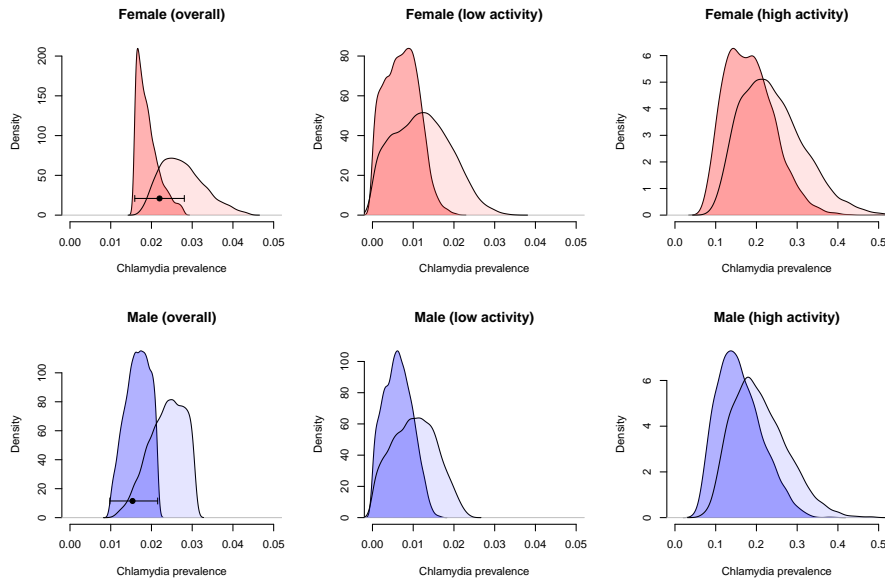 Female (overall)
Density
0 50 100 150 200
0.00 0.01 0.02 0.03 0.04 0.05
Chlamydia prevalence
Female (low activity)
Density
0 20 40 60 80
0.00 0.01 0.02 0.03 0.04 0.05
Chlamydia prevalence
Female (high activity)
Density
0 1 2 3 4 5 6
0.0 0.1 0.2 0.3 0.4 0.5
Chlamydia prevalence
Male (overall)
Density
0 20 40 60 80 100
0.00 0.01 0.02 0.03 0.04 0.05
Chlamydia prevalence
Male (low activity)
Density
0 20 40 60 80 100
0.00 0.01 0.02 0.03 0.04 0.05
Chlamydia prevalence
Male (high activity)
Density
0 2 4 6
0.0 0.1 0.2 0.3 0.4 0.5
Chlamydia prevalence